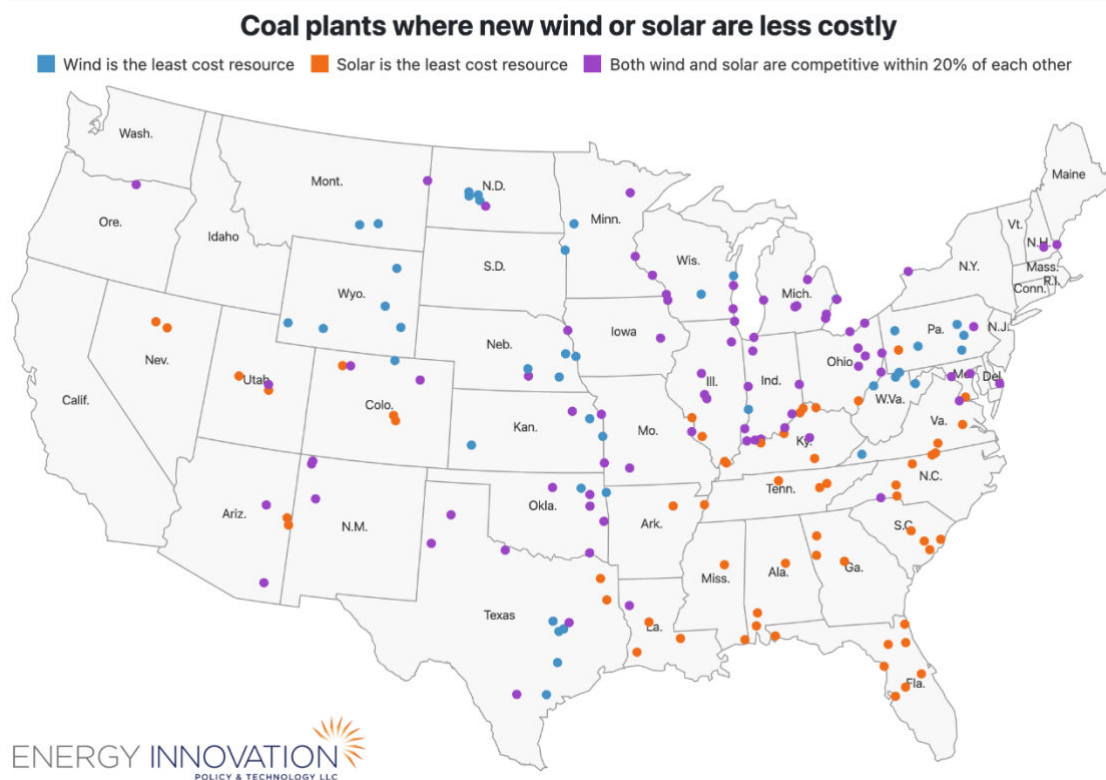 Coal plants where new wind or solar are less costly
Wind is the least cost resource
Solar is the least cost resource
Both wind and solar are competitive within 20% of each other
Wash.
Maine
Mont.
N.D.
Minn.
Vt.
Ore.
Idaho
N.H.
Wis.
N.Y.
S.D.
Mass.
R.I.
Conn.
Wyo.
Mich.
Iowa
Pa.
N.J.
Neb.
Nev.
Ohio
Utah
Ill.
Ind.
Md.
Del.
Calif.
Colo.
W.Va.
Kan.
Mo.
Va.
Ky.
N.C.
Tenn.
Okla.
Ark.
Ariz.
N.M.
S.C.
Miss.
Ala.
Ga.
Texas
La.
Fla.
ENERGY INNOVATION
POLICY & TECHNOLOGY LLC